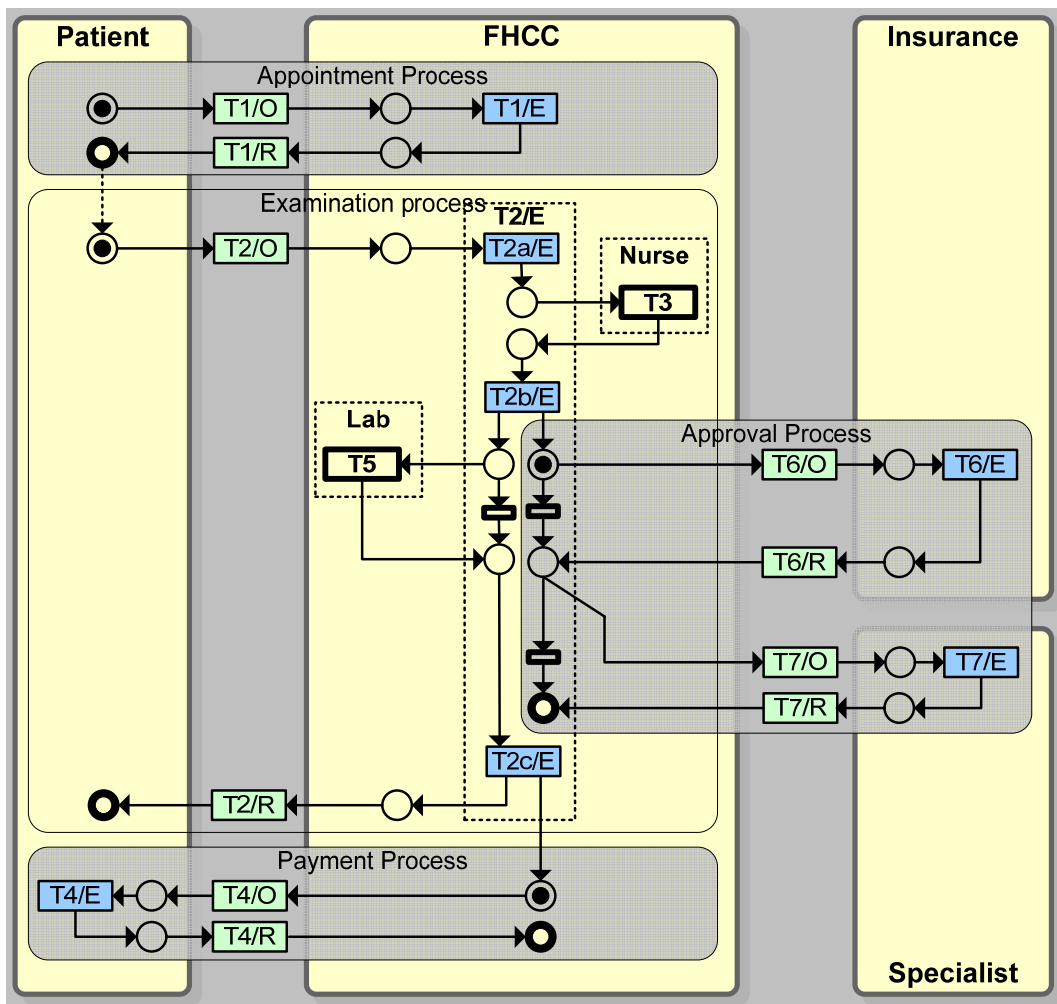 Patient
FHCC
Insurance
Appointment Process
T1/O
T1/E
T1/R
Examination process
T2/E
T2/O
T2a/E
Nurse
T3
T2b/E
Lab
Approval Process
T5
T6/O
T6/E
T6/R
T7/O
T7/E
T7/R
T2c/E
T2/R
Payment Process
T4/E
T4/O
T4/R
Specialist